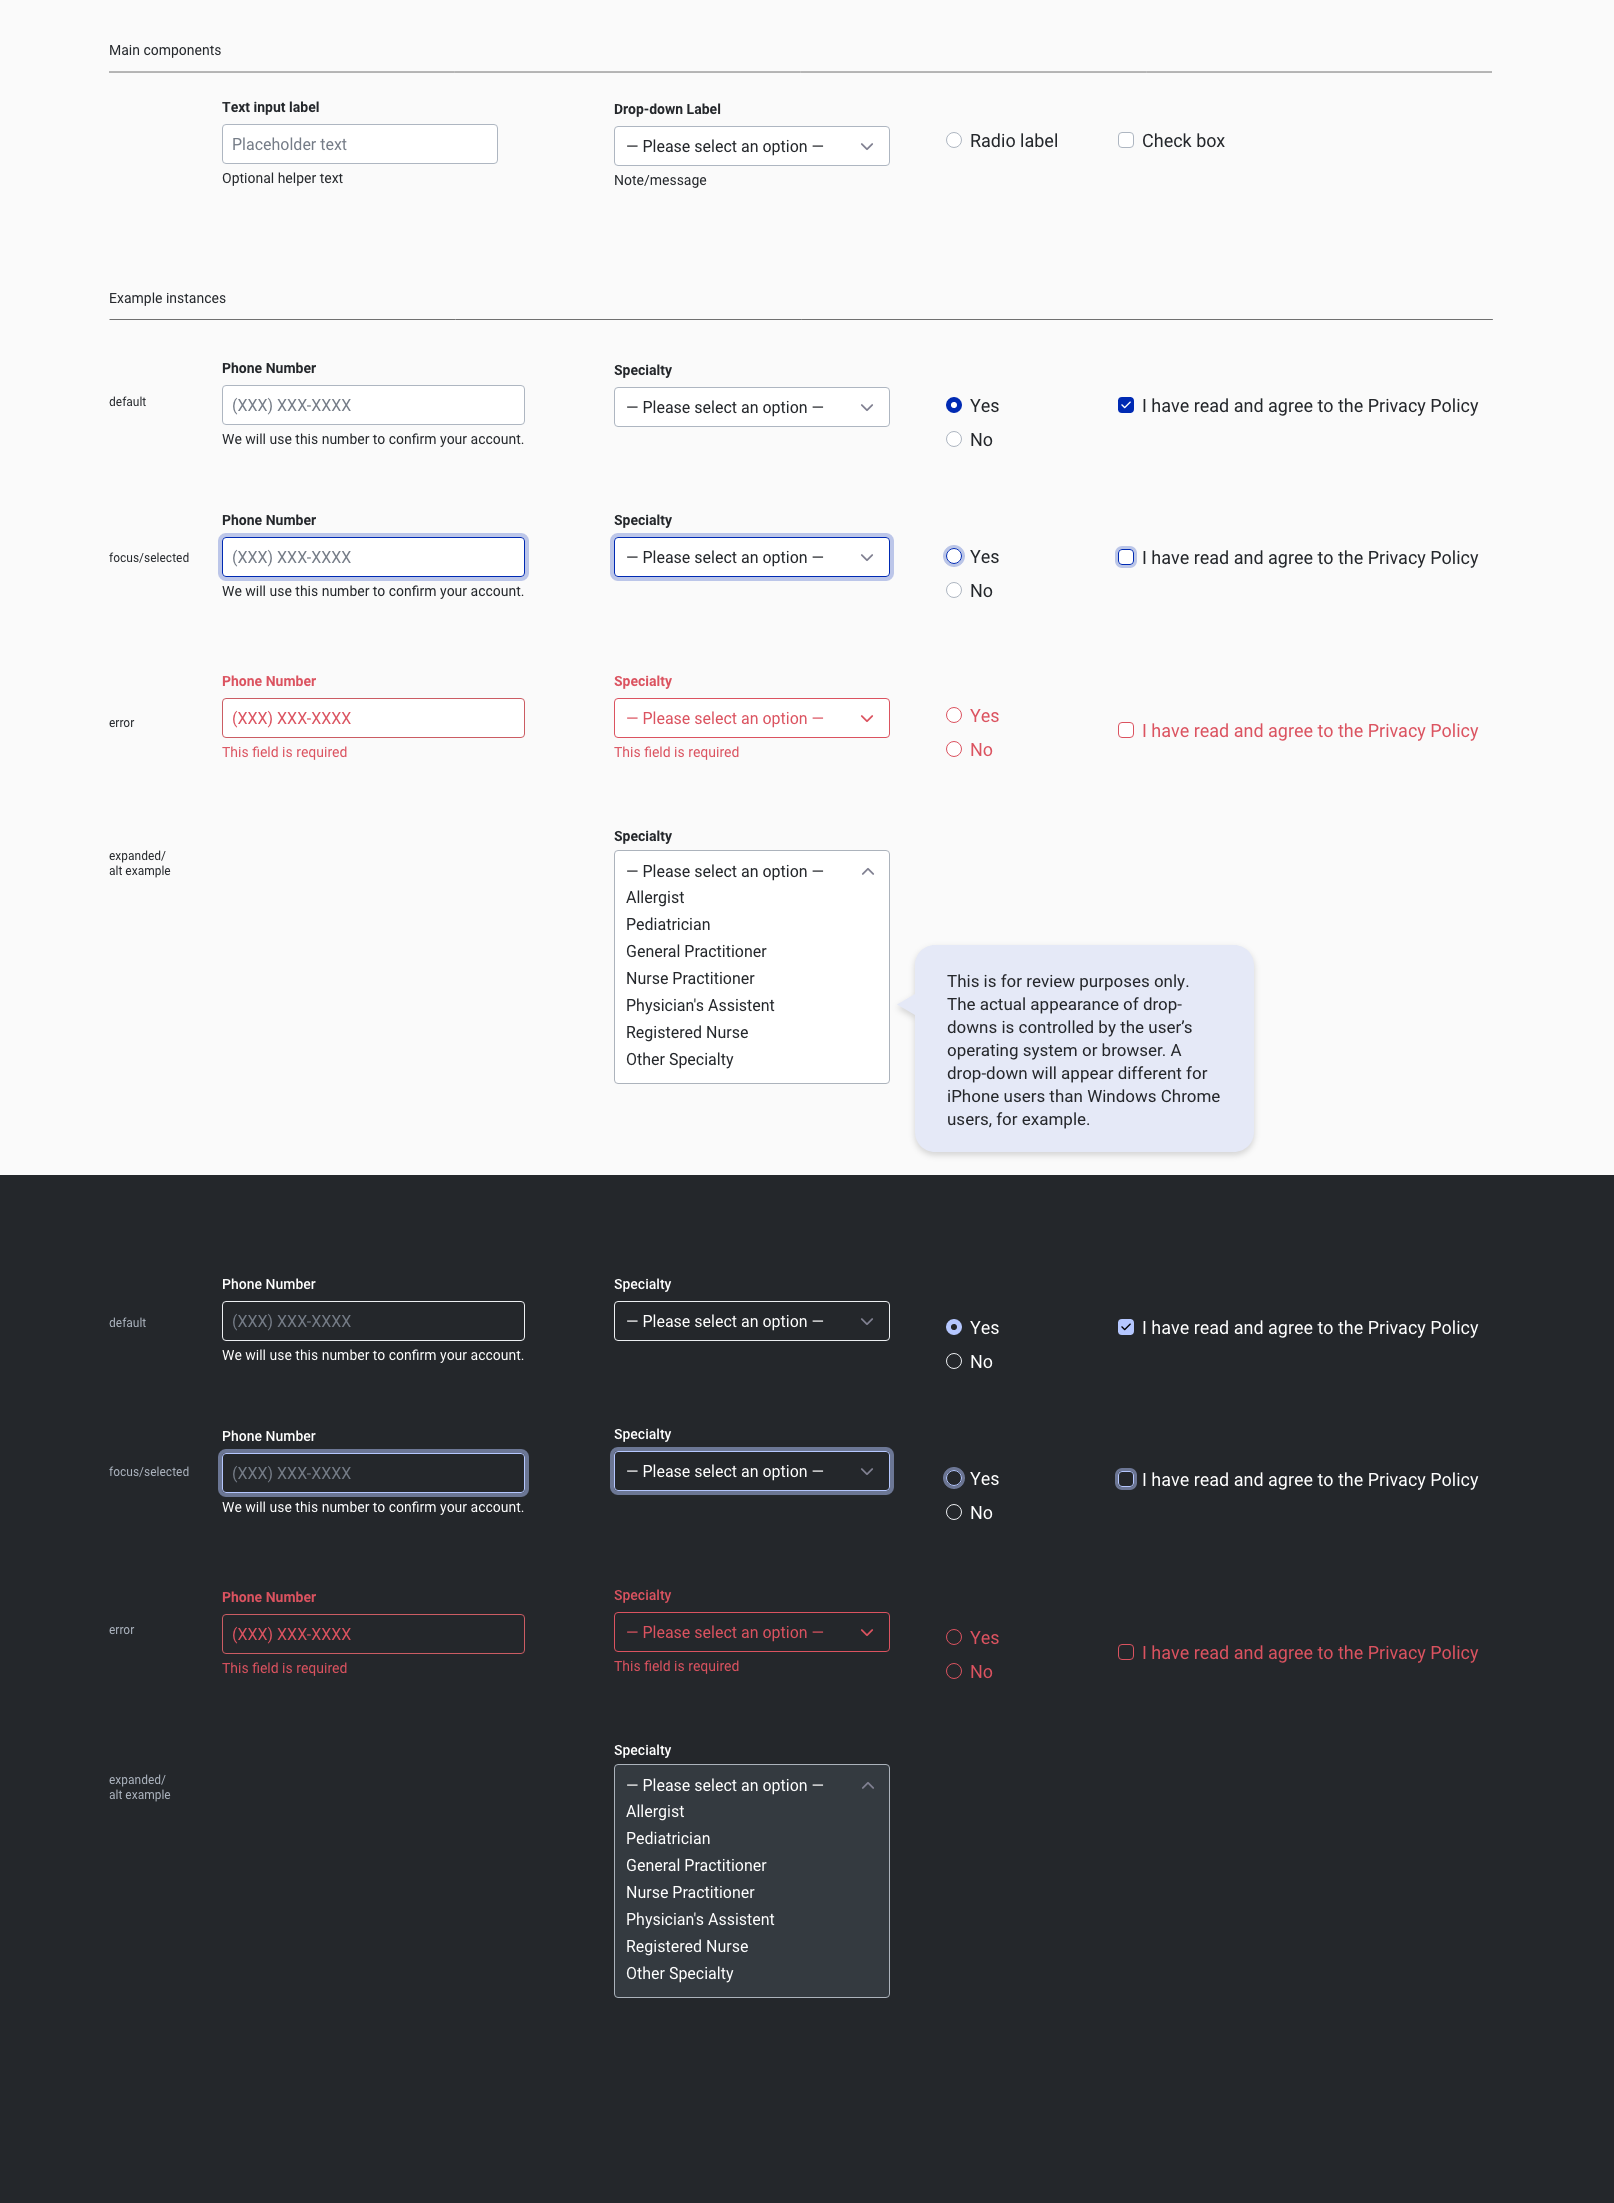 Main components
Text input label
Placeholder text
Optional helper text
Drop-down Label
— Please select an option —
Note/message
Radio label
Check box
Example instances
default
Phone Number
(XXX) XXX-XXXX
We will use this number to confirm your account.
Specialty
— Please select an option —
Yes
No
I have read and agree to the Privacy Policy
focus/selected
Phone Number
(XXX) XXX-XXXX
We will use this number to confirm your account.
Specialty
— Please select an option —
Yes
No
I have read and agree to the Privacy Policy
error
Phone Number
(XXX) XXX-XXXX
This field is required
Specialty
— Please select an option —
This field is required
Yes
No
I have read and agree to the Privacy Policy
expanded/
alt example
Specialty
— Please select an option —
Allergist
Pediatrician
General Practitioner
Nurse Practitioner
Physician's Assistent
Registered Nurse
Other Specialty
This is for review purposes only.
The actual appearance of drop-
downs is controlled by the user’s
operating system or browser. A
drop-down will appear different for
iPhone users than Windows Chrome
users, for example.
default
Phone Number
(XXX) XXX-XXXX
We will use this number to confirm your account.
Specialty
— Please select an option —
Yes
No
I have read and agree to the Privacy Policy
focus/selected
Phone Number
(XXX) XXX-XXXX
We will use this number to confirm your account.
Specialty
— Please select an option —
Yes
No
I have read and agree to the Privacy Policy
error
Phone Number
(XXX) XXX-XXXX
This field is required
Specialty
— Please select an option —
This field is required
Yes
No
I have read and agree to the Privacy Policy
expanded/
alt example
Specialty
— Please select an option —
Allergist
Pediatrician
General Practitioner
Nurse Practitioner
Physician's Assistent
Registered Nurse
Other Specialty